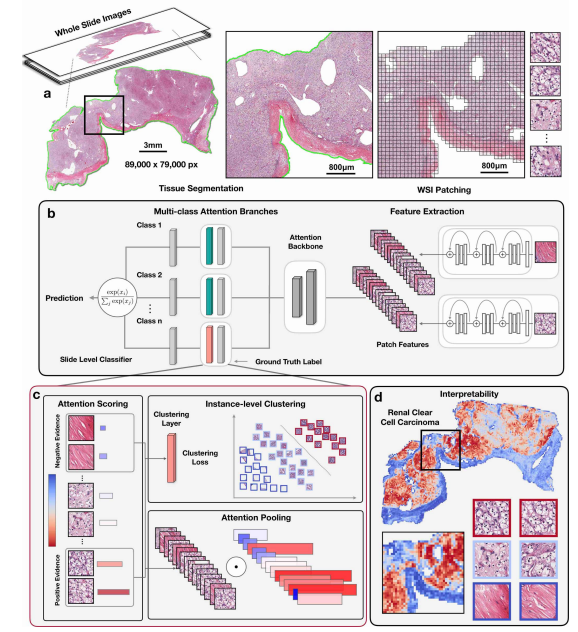 Whole Slide Images
a
3mm
89,000 x 79,000 px
800μm
800μm
Tissue Segmentation
WSI Patching
b
Multi-class Attention Branches
Feature Extraction
Class 1
Attention
Backbone
Class 2
Prediction
exp(x_i)
∑_j exp(x_j)
Class n
Slide Level Classifier
Ground Truth Label
Patch Features
c
Attention Scoring
Instance-level Clustering
Negative Evidence
Clustering
Layer
Clustering
Loss
Attention Pooling
Positive Evidence
d
Interpretability
Renal Clear
Cell Carcinoma